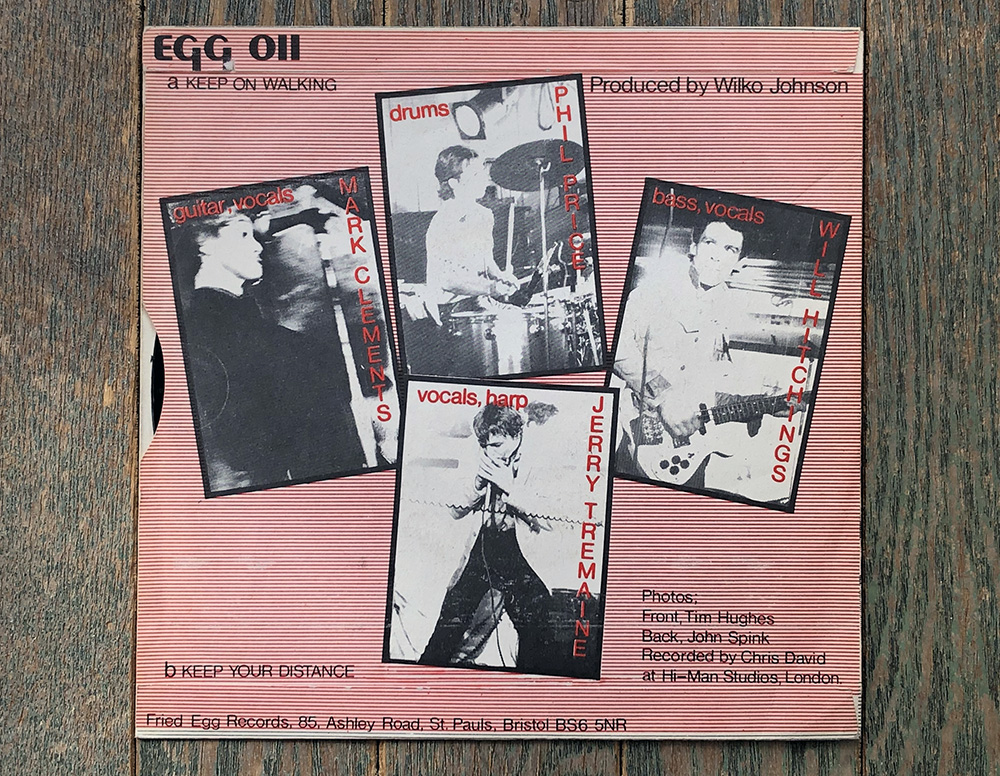 EGG 011
a KEEP ON WALKING
Produced by Wilko Johnson
drums
PHIL PRICE
guitar, vocals
MARK CLEMENTS
bass, vocals
WILL HITCHINGS
vocals, harp
JERRY TREMAINE
Photos;
Front, Tim Hughes
Back, John Spink
Recorded by Chris David
at Hi-Man Studios, London.
b KEEP YOUR DISTANCE
Fried Egg Records. 85. Ashley Road, St. Pauls, Bristol BS6 5NR